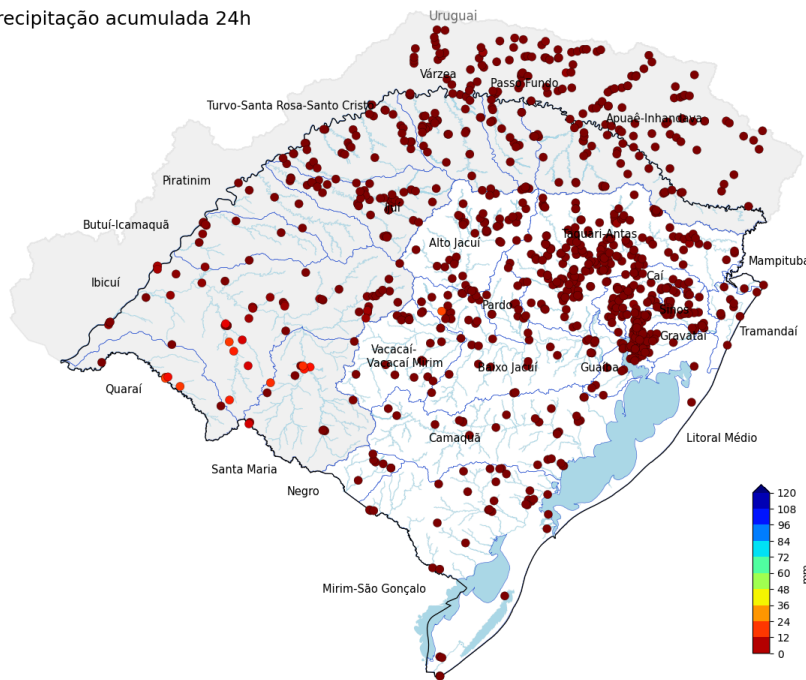 recipitação acumulada 24h
Uruguai
Várzea
Passo Fundo
Turvo-Santa Rosa-Santo Cristo
Apuaê-Inhandava
Piratinim
Ijuí
Butuí-Icamaquã
Alto Jacuí
Taquari-Antas
Ibicuí
Mampituba
Caí
Pardo
Sinos
Tramandaí
Gravataí
Vacacaí-
Vacacaí Mirim
Baixo Jacuí
Guaíba
Quaraí
Camaquã
Litoral Médio
Santa Maria
Negro
Mirim-São Gonçalo
120
108
96
84
72
60
48
36
24
12
0
mm